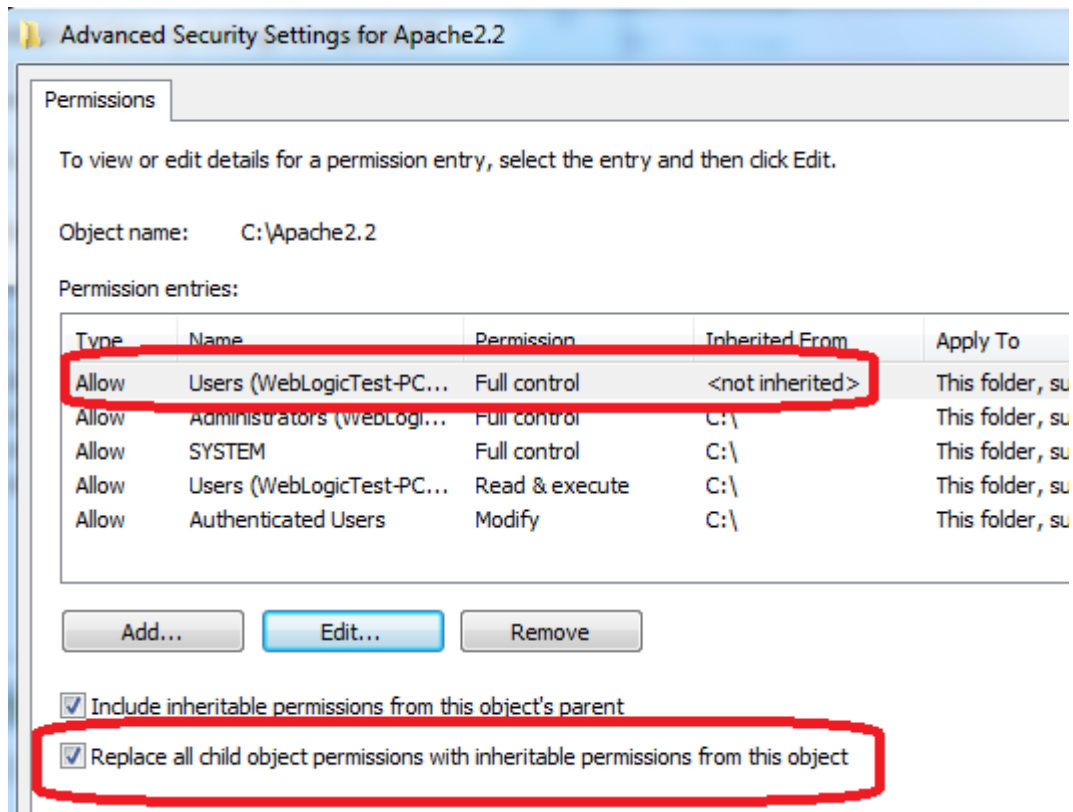 Advanced Security Settings for Apache2.2
Permissions
To view or edit details for a permission entry, select the entry and then click Edit.
Object name: C:\Apache2.2
Permission entries:
Type Name Permission Inherited From Apply To
Allow Users (WebLogicTest-PC... Full control <not inherited> This folder, su
Allow Administrators (WebLogi... Full control C:\ This folder, su
Allow SYSTEM Full control C:\ This folder, su
Allow Users (WebLogicTest-PC... Read & execute C:\ This folder, su
Allow Authenticated Users Modify C:\ This folder, su
Add... Edit... Remove
Include inheritable permissions from this object's parent
Replace all child object permissions with inheritable permissions from this object